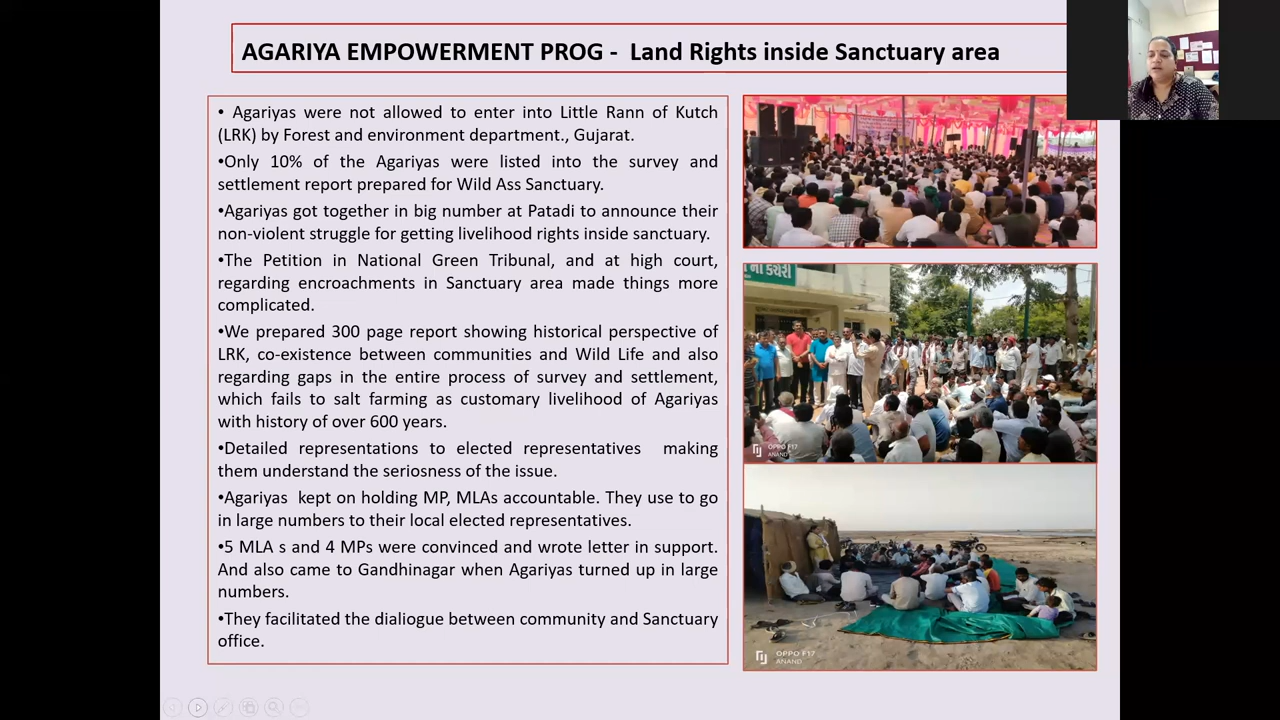 AGARIYA EMPOWERMENT PROG - Land Rights inside Sanctuary area
• Agariyas were not allowed to enter into Little Rann of Kutch
(LRK) by Forest and environment department., Gujarat.
•Only 10% of the Agariyas were listed into the survey and
settlement report prepared for Wild Ass Sanctuary.
•Agariyas got together in big number at Patadi to announce their
non-violent struggle for getting livelihood rights inside sanctuary.
•The Petition in National Green Tribunal, and at high court,
regarding encroachments in Sanctuary area made things more
complicated.
•We prepared 300 page report showing historical perspective of
LRK, co-existence between communities and Wild Life and also
regarding gaps in the entire process of survey and settlement,
which fails to salt farming as customary livelihood of Agariyas
with history of over 600 years.
•Detailed representations to elected representatives making
them understand the seriosness of the issue.
•Agariyas kept on holding MP, MLAs accountable. They use to go
in large numbers to their local elected representatives.
•5 MLA s and 4 MPs were convinced and wrote letter in support.
And also came to Gandhinagar when Agariyas turned up in large
numbers.
•They facilitated the dialiogue between community and Sanctuary
office.
મા કચેરી
OPPO F17
ANAND
OPPO F17
ANAND